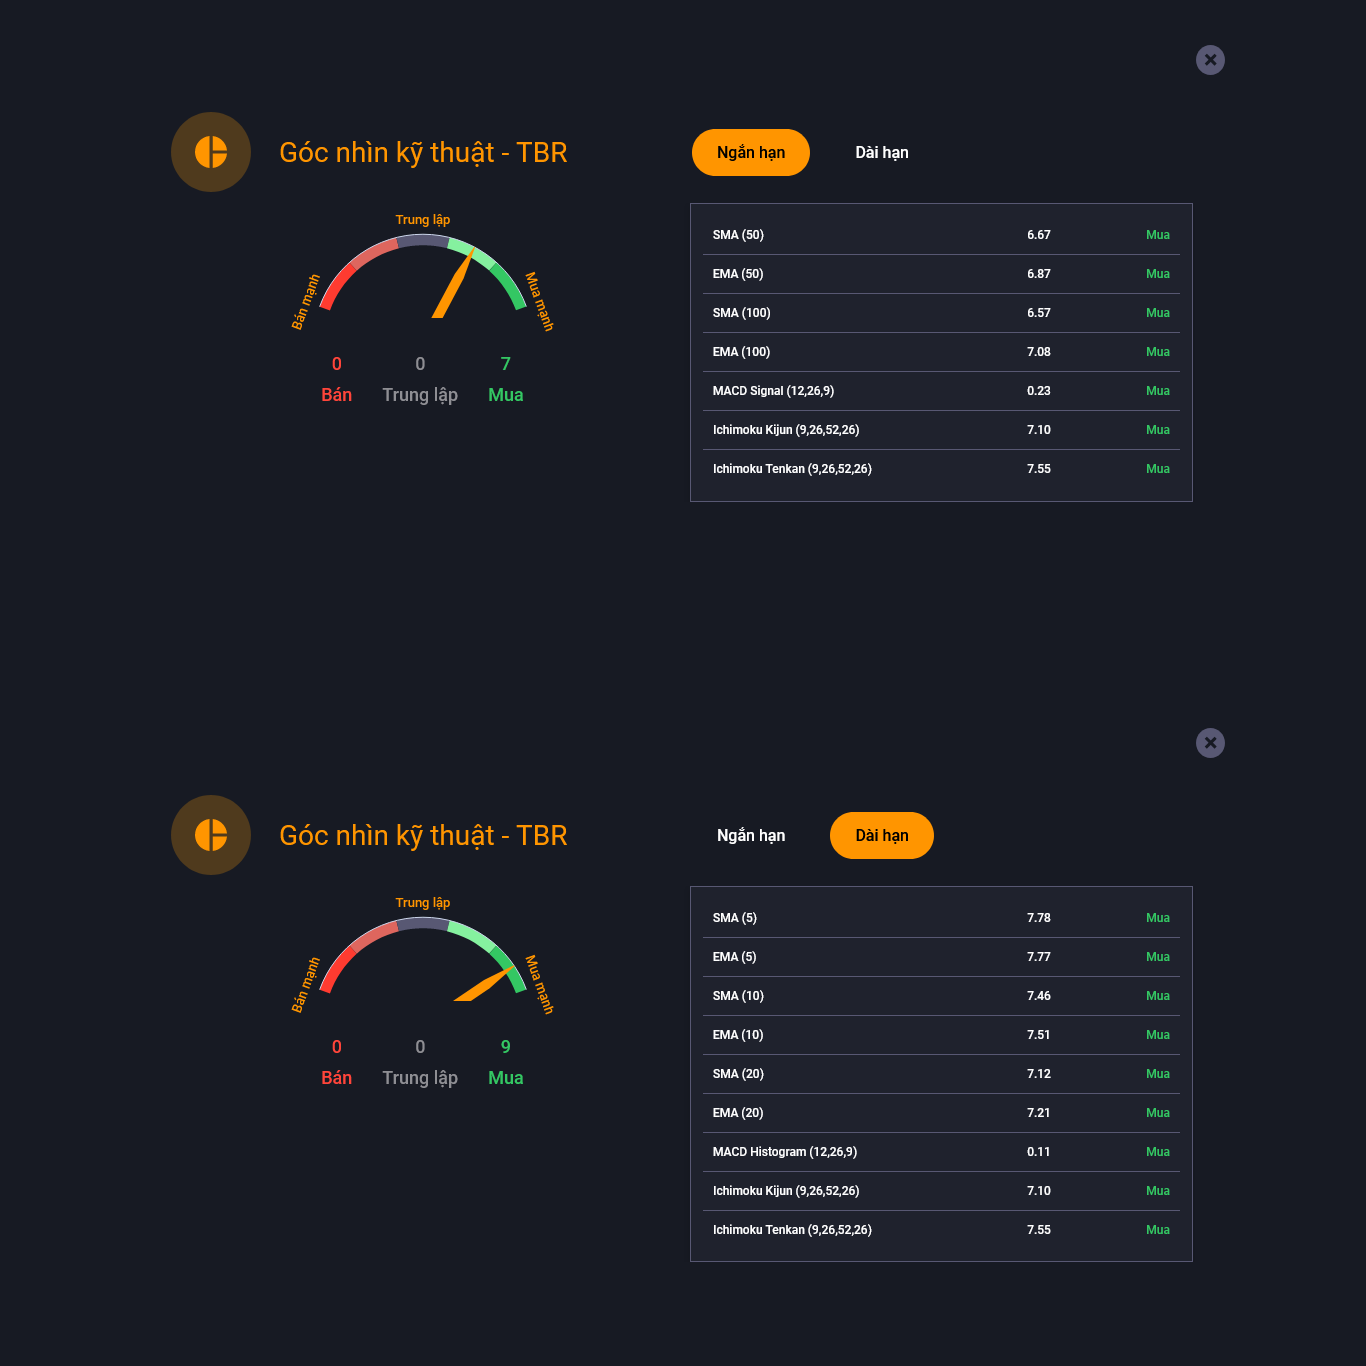 Góc nhìn kỹ thuật - TBR
Ngắn hạn
Dài hạn
Trung lập
Bán mạnh
Mua mạnh
0 0 7
Bán Trung lập Mua
SMA (50) 6.67 Mua
EMA (50) 6.87 Mua
SMA (100) 6.57 Mua
EMA (100) 7.08 Mua
MACD Signal (12,26,9) 0.23 Mua
Ichimoku Kijun (9,26,52,26) 7.10 Mua
Ichimoku Tenkan (9,26,52,26) 7.55 Mua
Góc nhìn kỹ thuật - TBR
Ngắn hạn
Dài hạn
Trung lập
Bán mạnh
Mua mạnh
0 0 9
Bán Trung lập Mua
SMA (5) 7.78 Mua
EMA (5) 7.77 Mua
SMA (10) 7.46 Mua
EMA (10) 7.51 Mua
SMA (20) 7.12 Mua
EMA (20) 7.21 Mua
MACD Histogram (12,26,9) 0.11 Mua
Ichimoku Kijun (9,26,52,26) 7.10 Mua
Ichimoku Tenkan (9,26,52,26) 7.55 Mua